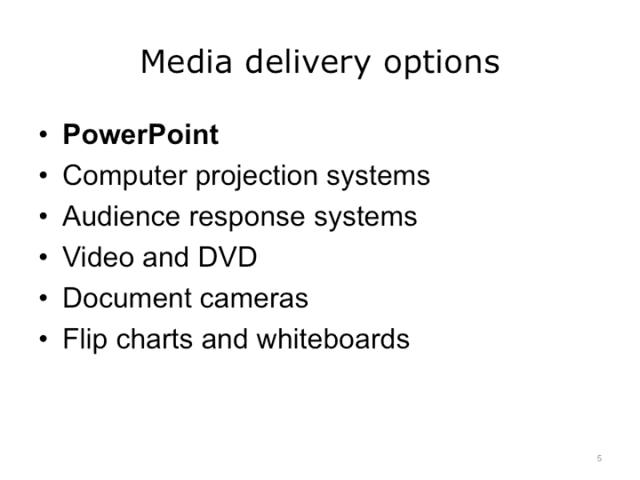 Media delivery options
• PowerPoint
• Computer projection systems
• Audience response systems
• Video and DVD
• Document cameras
• Flip charts and whiteboards
5